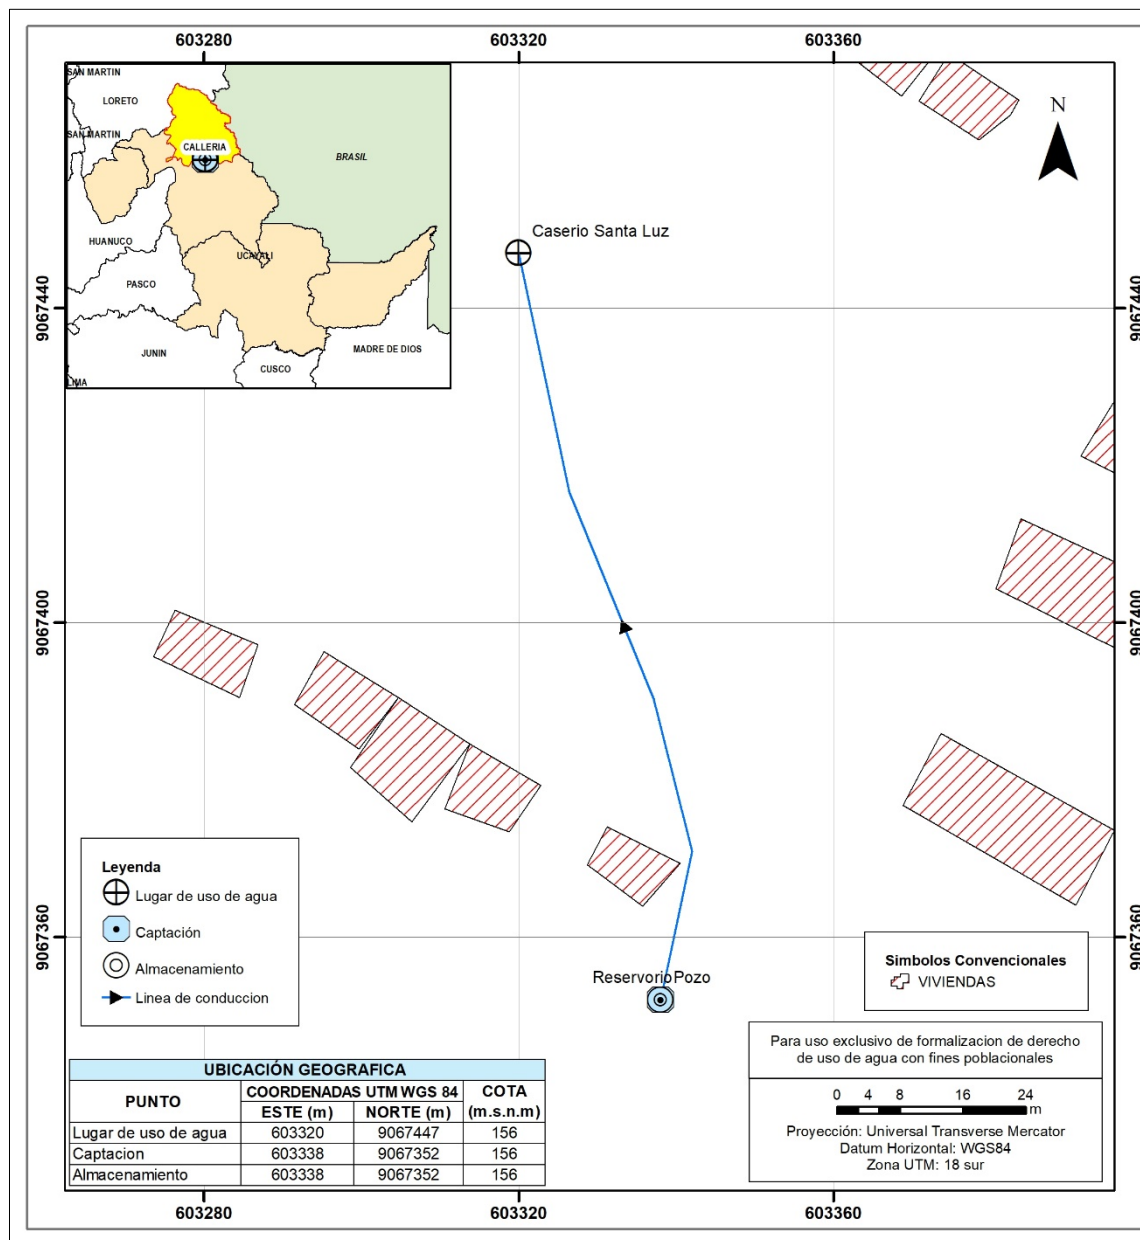 603280 603320 603360
SAN MARTIN
LORETO
SAN MARTIN
CALLERIA
BRASIL
HUANUCO
UCAYALI
PASCO
JUNIN
MADRE DE DIOS
CUSCO
LIMA
N
Caserio Santa Luz
9067440 9067440
9067400 9067400
9067360 9067360
Reservorio Pozo
Leyenda
Lugar de uso de agua
Captación
Almacenamiento
Linea de conduccion
Simbolos Convencionales
VIVIENDAS
UBICACIÓN GEOGRAFICA
PUNTO COORDENADAS UTM WGS 84 COTA
ESTE (m) NORTE (m) (m.s.n.m)
Lugar de uso de agua 603320 9067447 156
Captacion 603338 9067352 156
Almacenamiento 603338 9067352 156
Para uso exclusivo de formalizacion de derecho
de uso de agua con fines poblacionales
0 4 8 16 24
m
Proyección: Universal Transverse Mercator
Datum Horizontal: WGS84
Zona UTM: 18 sur
603280 603320 603360